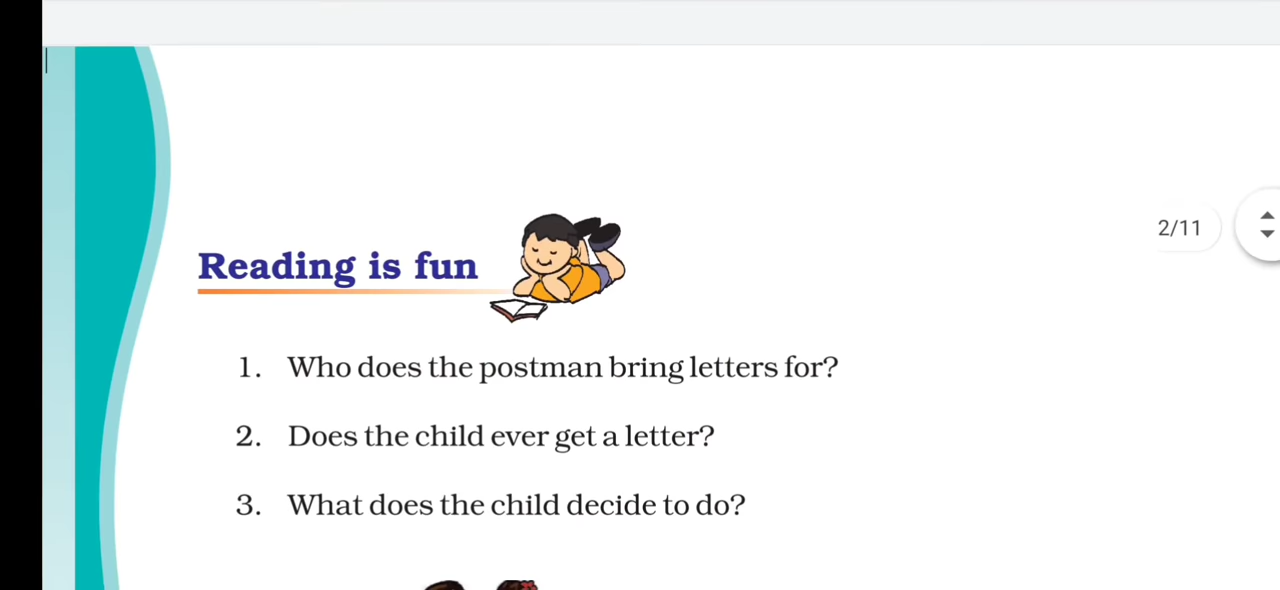 2/11
Reading is fun
1. Who does the postman bring letters for?
2. Does the child ever get a letter?
3. What does the child decide to do?